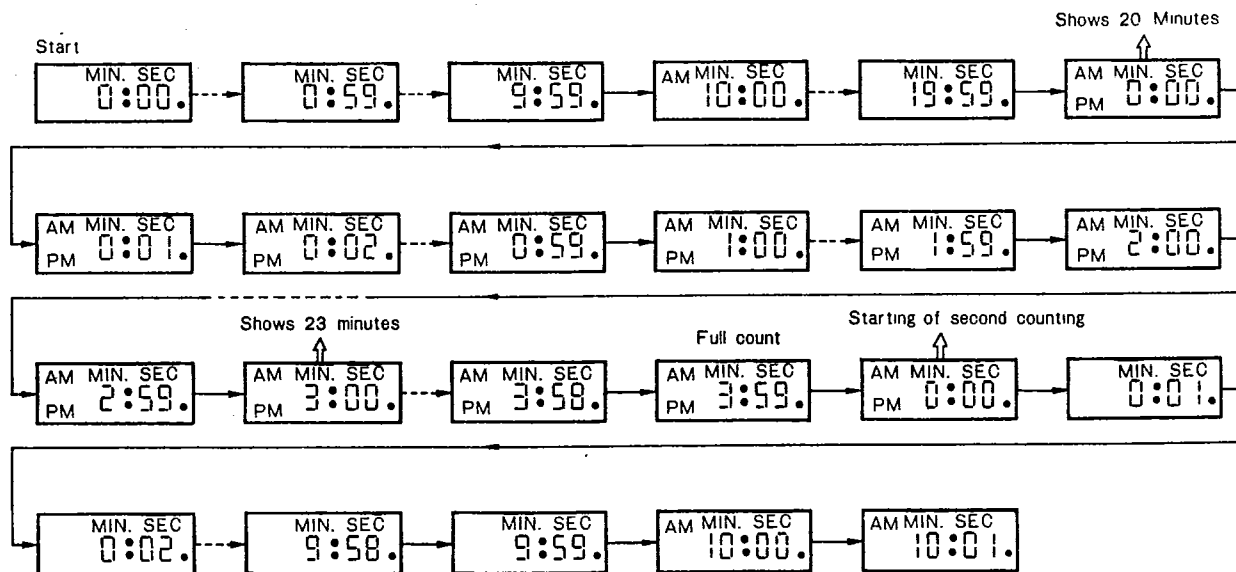 Shows 20 Minutes
Start
MIN. SEC
0:00.
MIN. SEC
0:59.
MIN. SEC
9:59.
AM MIN. SEC
10:00.
MIN. SEC
19:59.
AM MIN. SEC
PM 0:00.
AM MIN. SEC
PM 0:01.
AM MIN. SEC
PM 0:02.
AM MIN. SEC
PM 0:59.
AM MIN. SEC
PM 1:00.
AM MIN. SEC
PM 1:59.
AM MIN. SEC
PM 2:00.
Shows 23 minutes
Full count
Starting of second counting
AM MIN. SEC
PM 2:59.
AM MIN. SEC
PM 3:00.
AM MIN. SEC
PM 3:58.
AM MIN. SEC
PM 3:59.
AM MIN. SEC
PM 0:00.
MIN. SEC
0:01.
MIN. SEC
0:02.
MIN. SEC
9:58.
MIN. SEC
9:59.
AM MIN. SEC
10:00.
AM MIN. SEC
10:01.